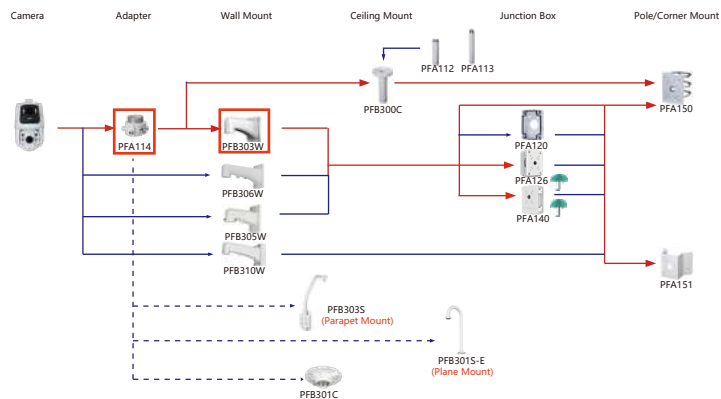 Camera
Adapter
Wall Mount
Ceiling Mount
Junction Box
Pole/Corner Mount
PFA112
PFA113
PFB300C
PFA150
PFA114
PFB303W
PFA120
PFB306W
PFA126
PFA140
PFB305W
PFB310W
PFA151
PFB303S
(Parapet Mount)
PFB301S-E
(Plane Mount)
PFB301C